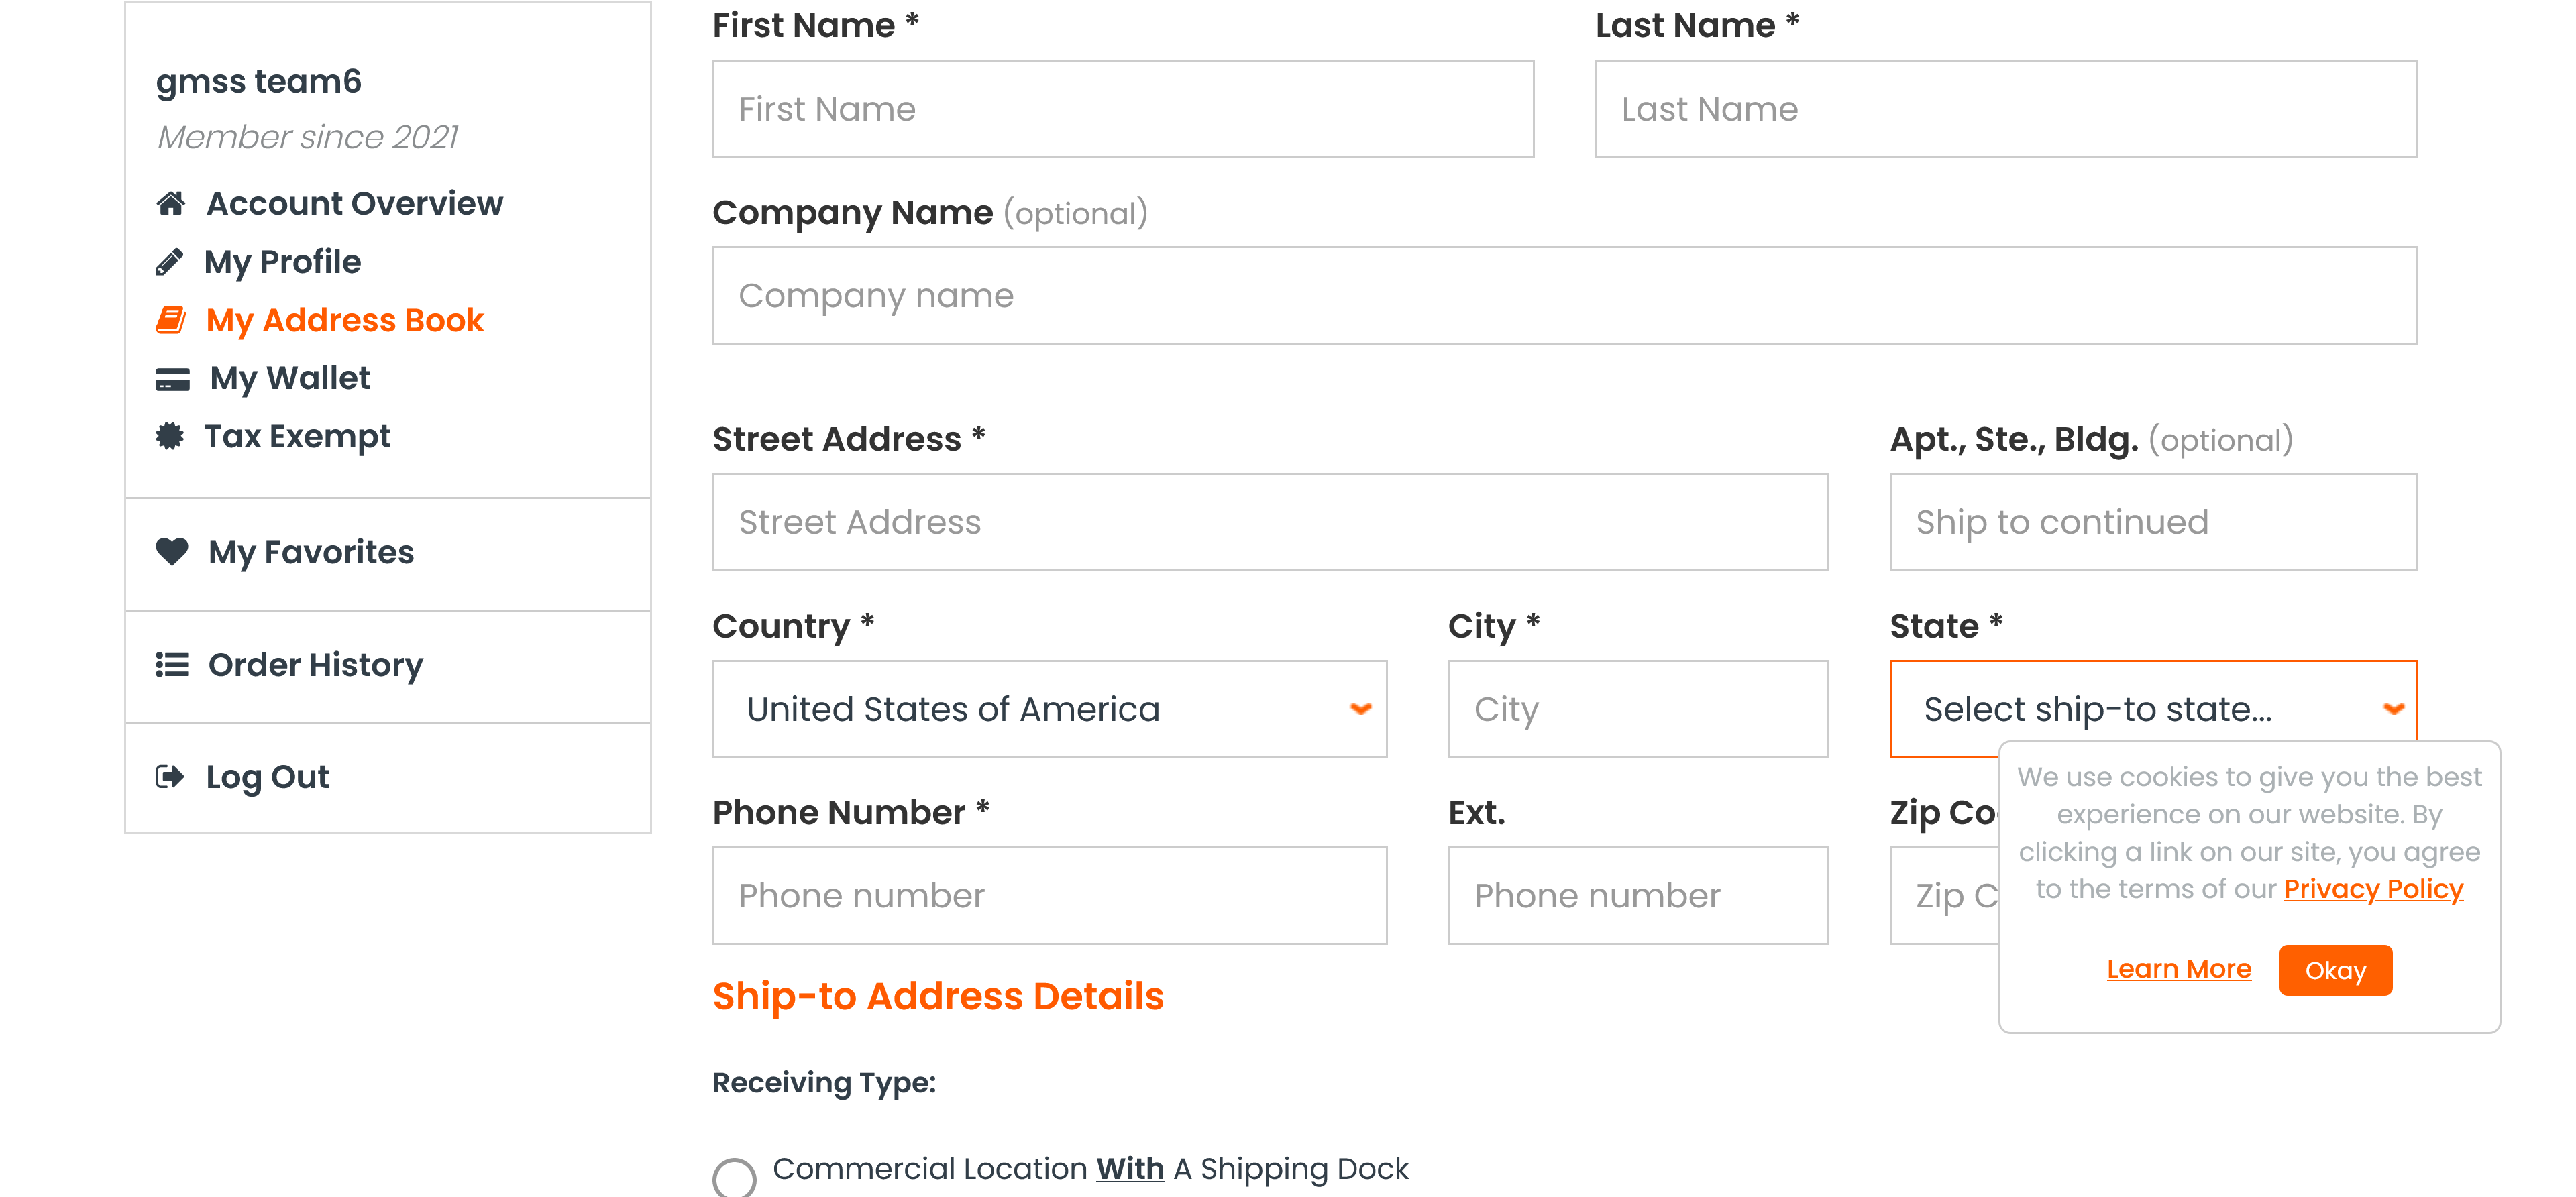 gmss team6
Member since 2021
Account Overview
My Profile
My Address Book
My Wallet
Tax Exempt
My Favorites
Order History
Log Out
First Name *
First Name
Last Name *
Last Name
Company Name (optional)
Company name
Street Address *
Street Address
Apt., Ste., Bldg. (optional)
Ship to continued
Country *
United States of America
City *
City
State *
Select ship-to state...
Phone Number *
Phone number
Ext.
Phone number
Zip Co
Zip C
We use cookies to give you the best
experience on our website. By
clicking a link on our site, you agree
to the terms of our Privacy Policy
Learn More
Okay
Ship-to Address Details
Receiving Type:
Commercial Location With A Shipping Dock